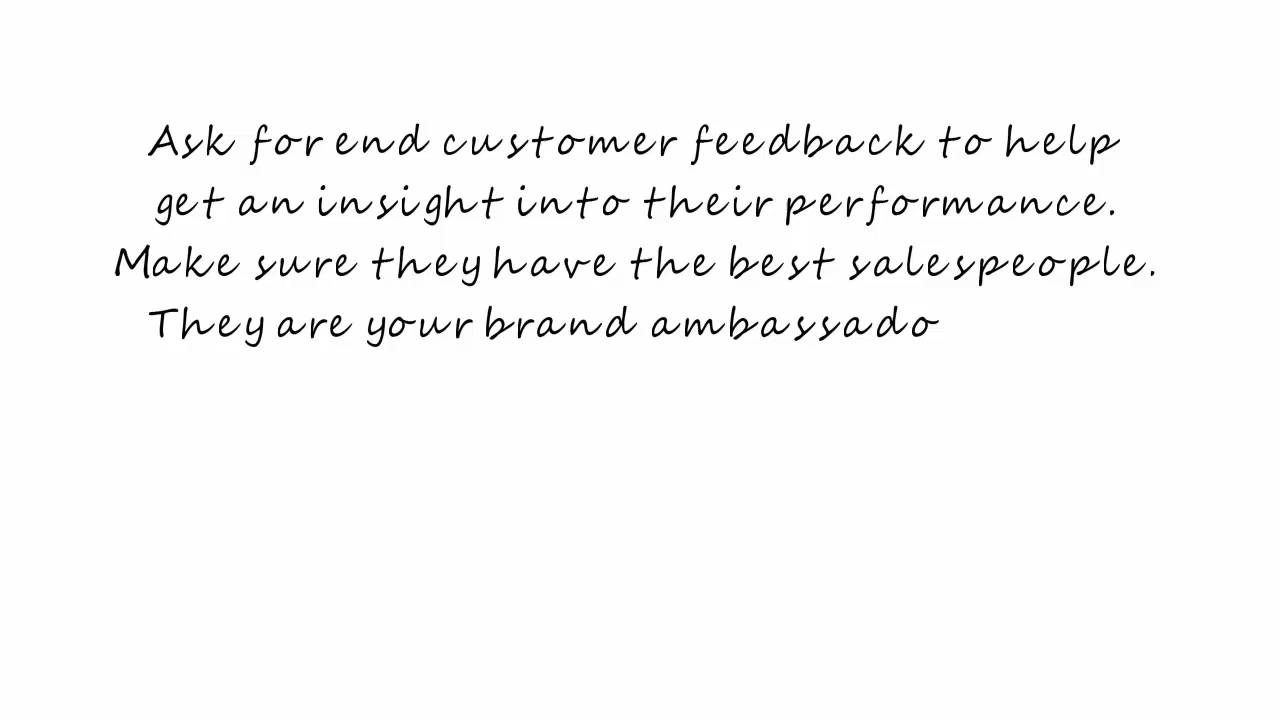 Ask for end customer feedback to help
get an insight into their performance.
Make sure they have the best salespeople.
They are your brand ambassado